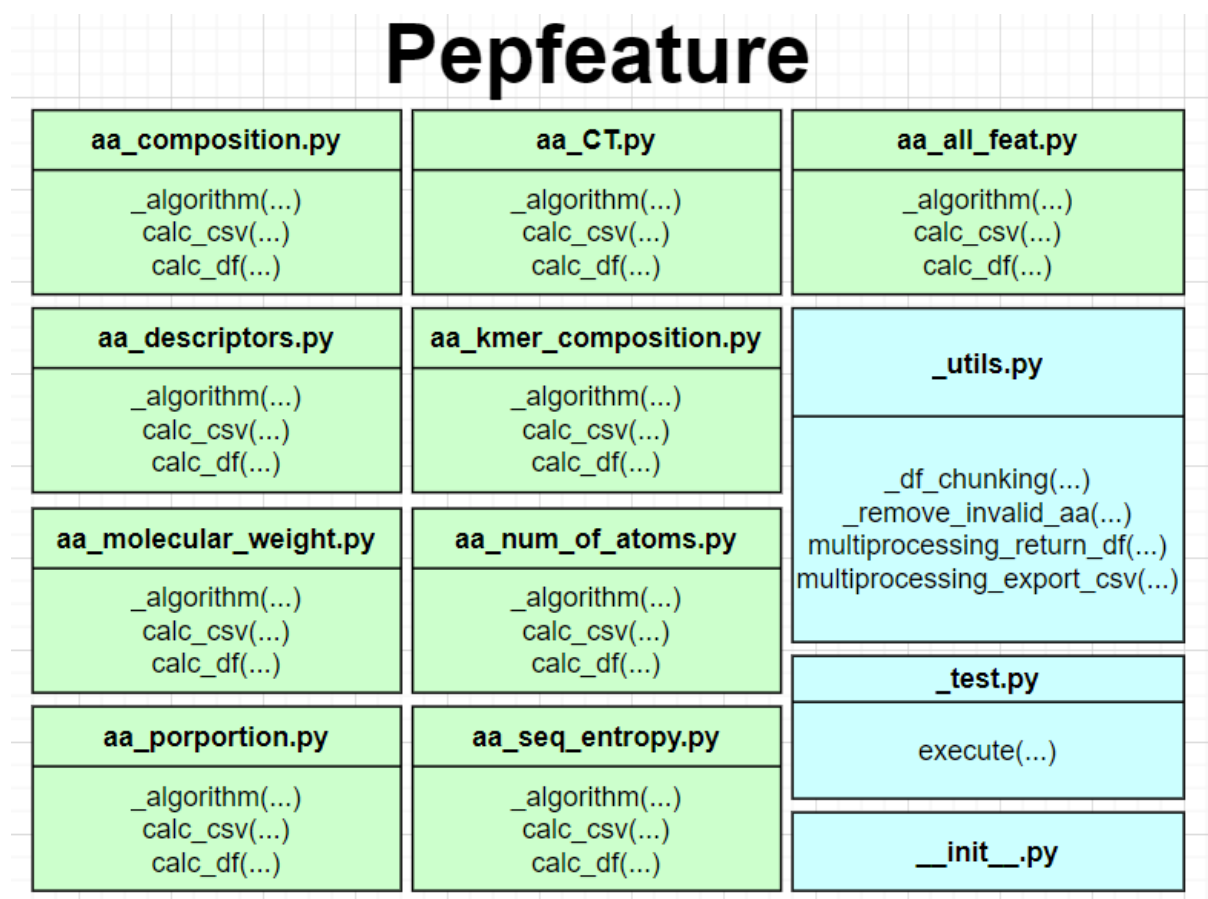 Pepfeature
aa_composition.py
_algorithm(...)
calc_csv(...)
calc_df(...)
aa_CT.py
_algorithm(...)
calc_csv(...)
calc_df(...)
aa_all_feat.py
_algorithm(...)
calc_csv(...)
calc_df(...)
aa_descriptors.py
_algorithm(...)
calc_csv(...)
calc_df(...)
aa_kmer_composition.py
_algorithm(...)
calc_csv(...)
calc_df(...)
_utils.py
_df_chunking(...)
_remove_invalid_aa(...)
multiprocessing_return_df(...)
multiprocessing_export_csv(...)
aa_molecular_weight.py
_algorithm(...)
calc_csv(...)
calc_df(...)
aa_num_of_atoms.py
_algorithm(...)
calc_csv(...)
calc_df(...)
_test.py
execute(...)
aa_porportion.py
_algorithm(...)
calc_csv(...)
calc_df(...)
aa_seq_entropy.py
_algorithm(...)
calc_csv(...)
calc_df(...)
__init__.py